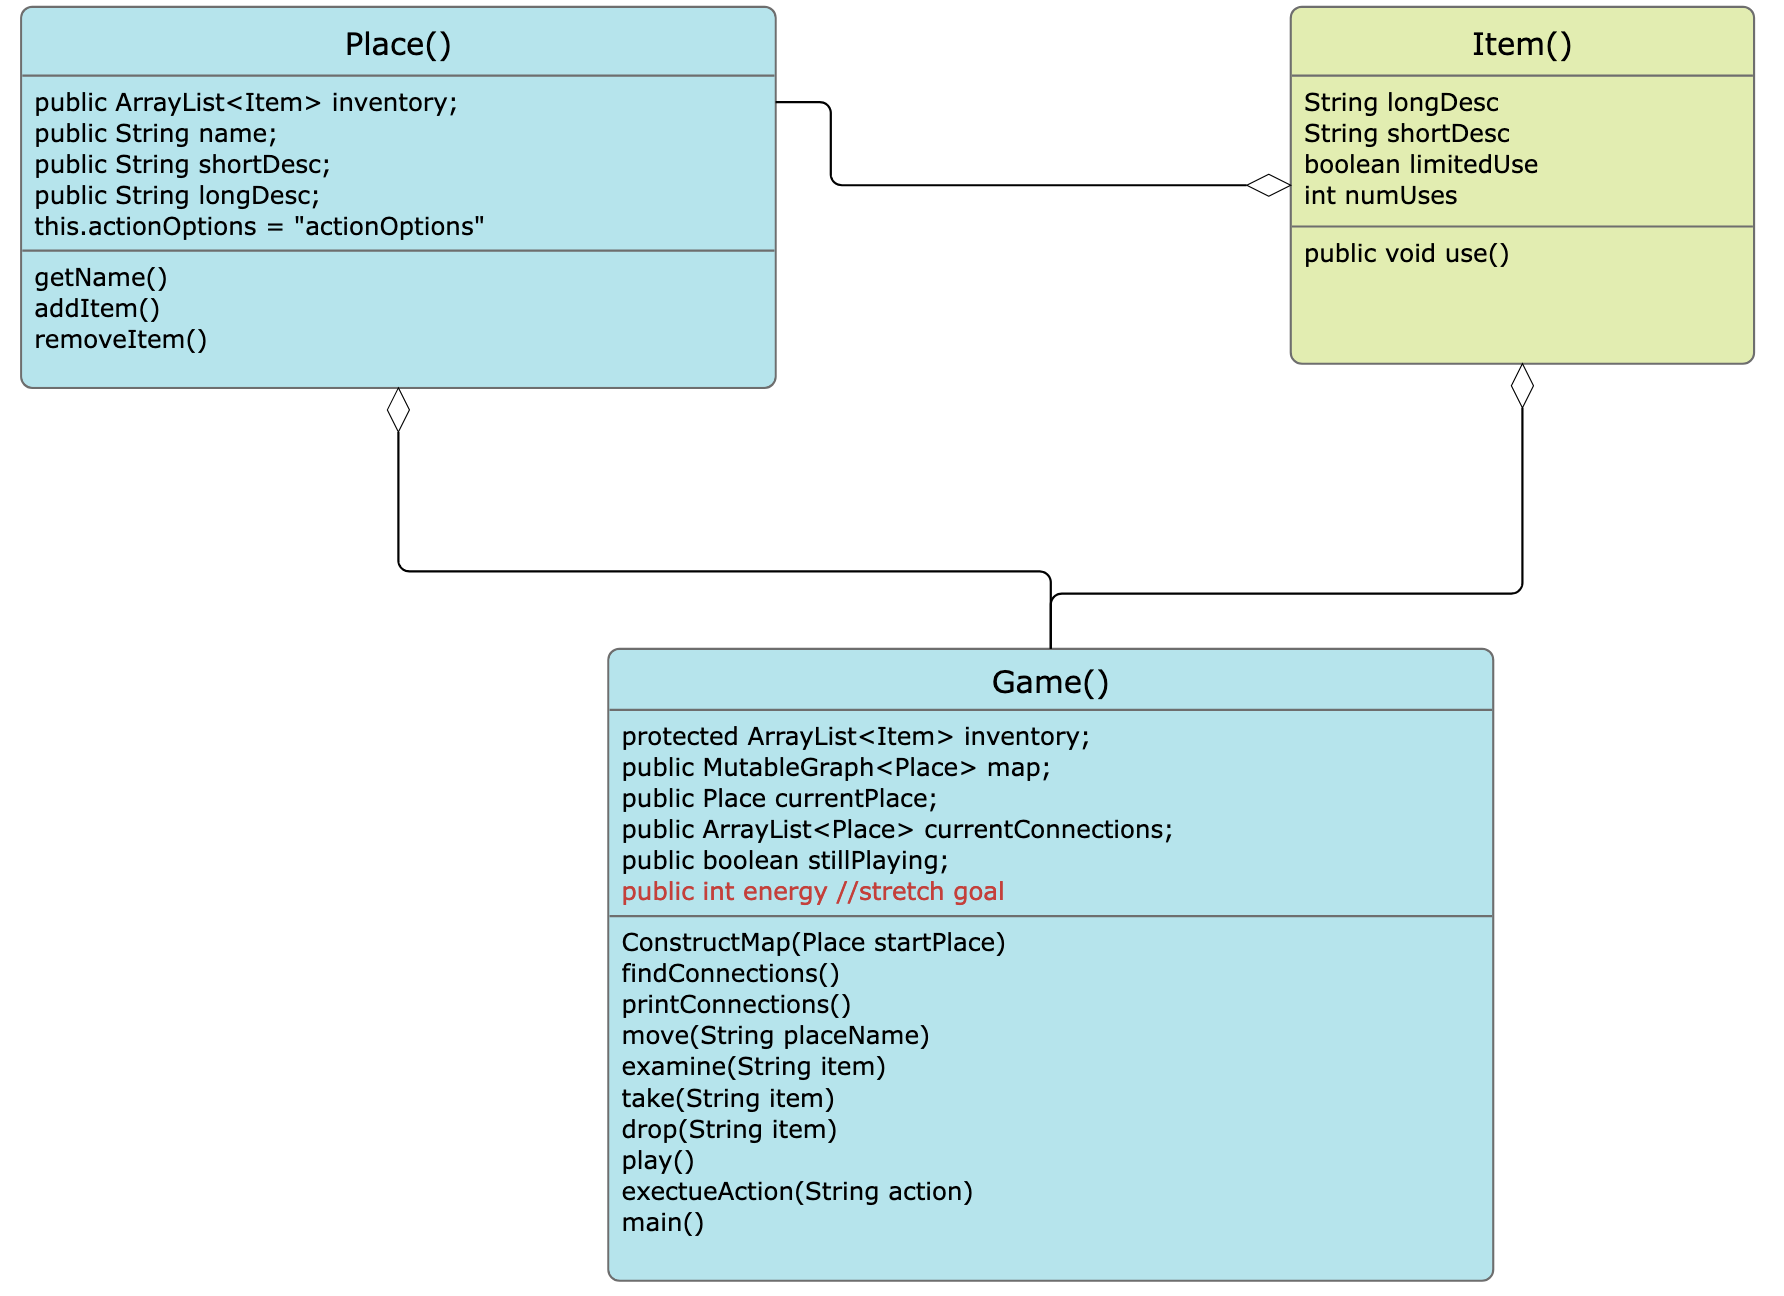 Place()
public ArrayList<Item> inventory;
public String name;
public String shortDesc;
public String longDesc;
this.actionOptions = "actionOptions"
getName()
addItem()
removeItem()
Item()
String longDesc
String shortDesc
boolean limitedUse
int numUses
public void use()
Game()
protected ArrayList<Item> inventory;
public MutableGraph<Place> map;
public Place currentPlace;
public ArrayList<Place> currentConnections;
public boolean stillPlaying;
public int energy //stretch goal
ConstructMap(Place startPlace)
findConnections()
printConnections()
move(String placeName)
examine(String item)
take(String item)
drop(String item)
play()
exectueAction(String action)
main()